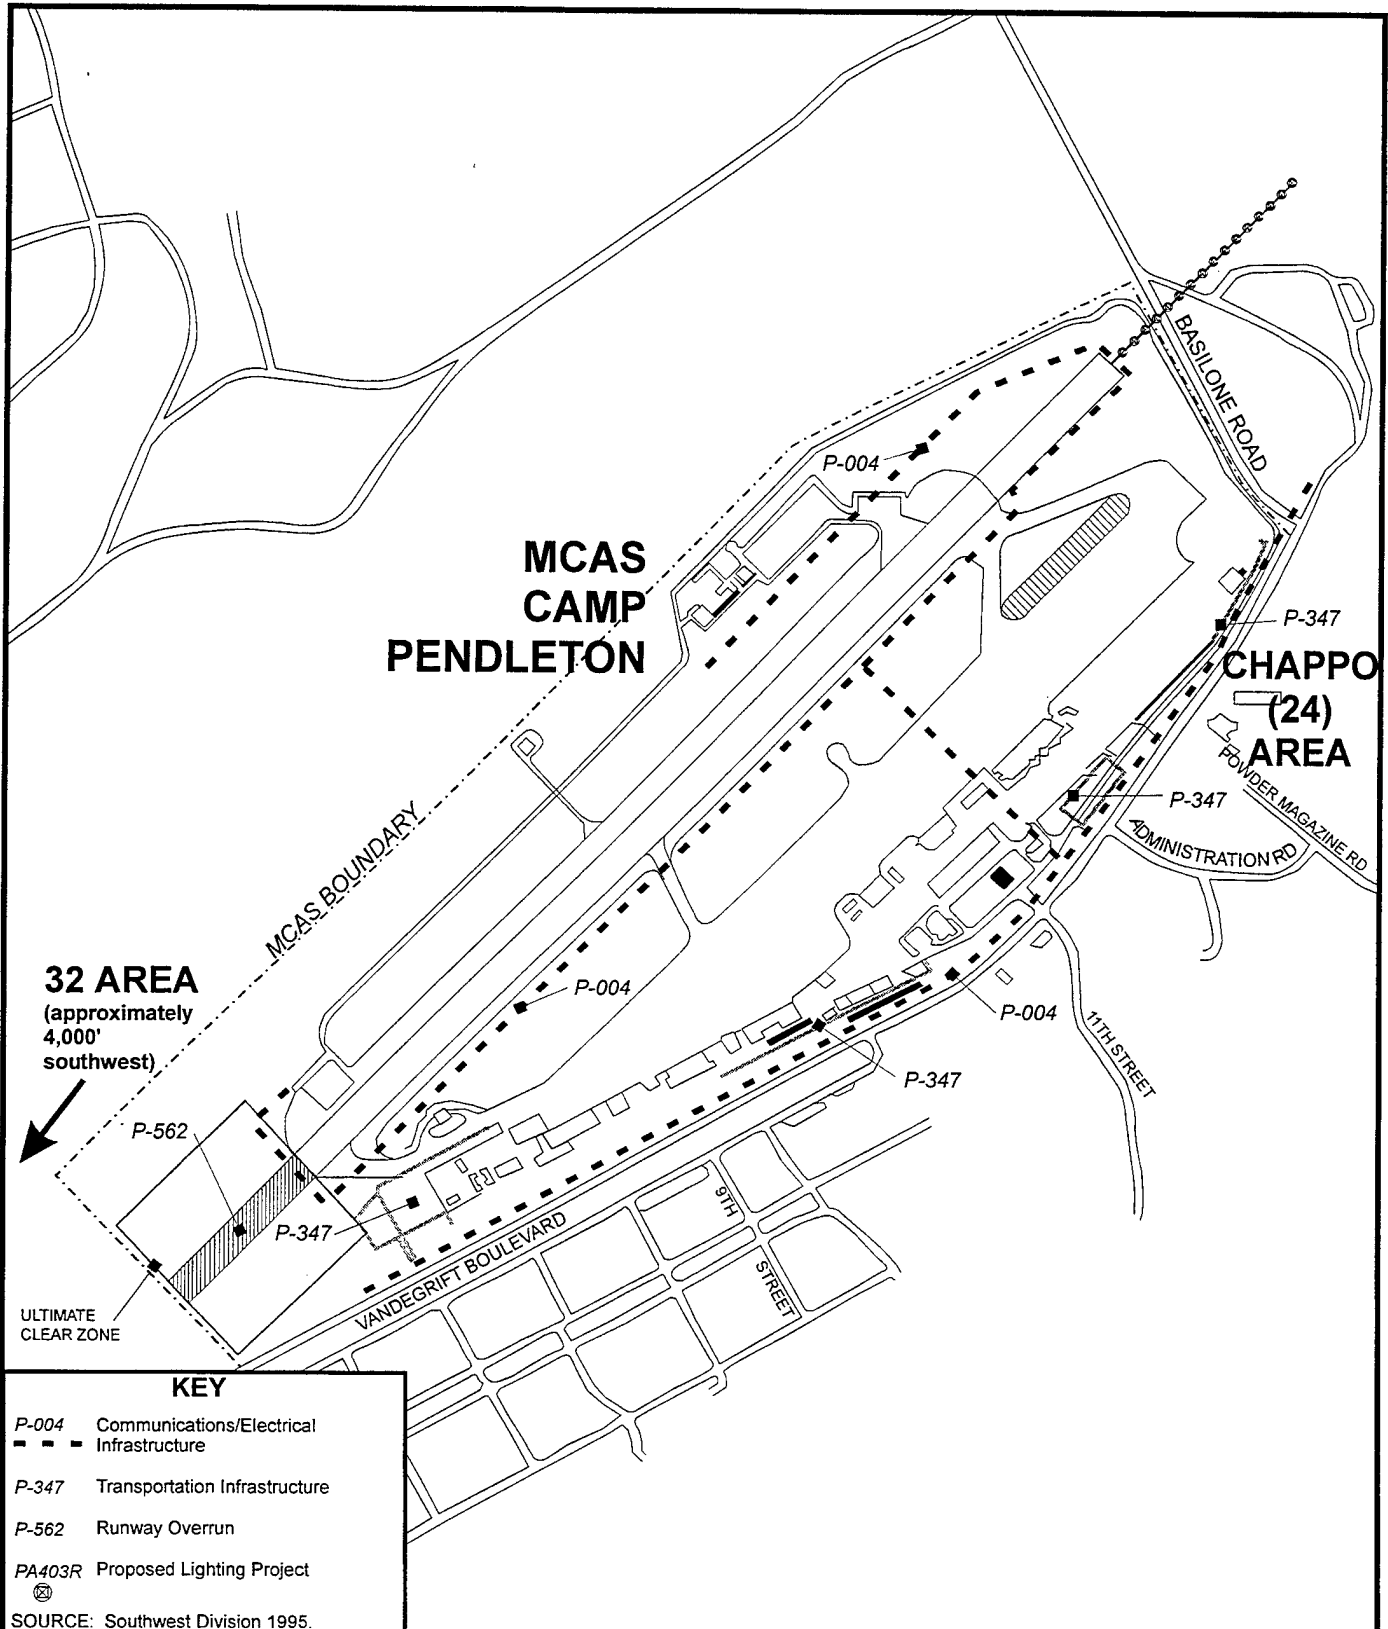 BASILONE ROAD
P-004
MCAS
CAMP
PENDLETON
P-347
CHAPPO
(24)
AREA
POWDER MAGAZINE RD
P-347
ADMINISTRATION RD
MCAS BOUNDARY
32 AREA
(approximately
4,000'
southwest)
P-004
P-004
11TH STREET
P-347
P-562
P-347
9TH
STREET
VANDEGRIFT BOULEVARD
ULTIMATE
CLEAR ZONE
KEY
P-004 Communications/Electrical
Infrastructure
P-347 Transportation Infrastructure
P-562 Runway Overrun
PA403R Proposed Lighting Project
SOURCE: Southwest Division 1995.